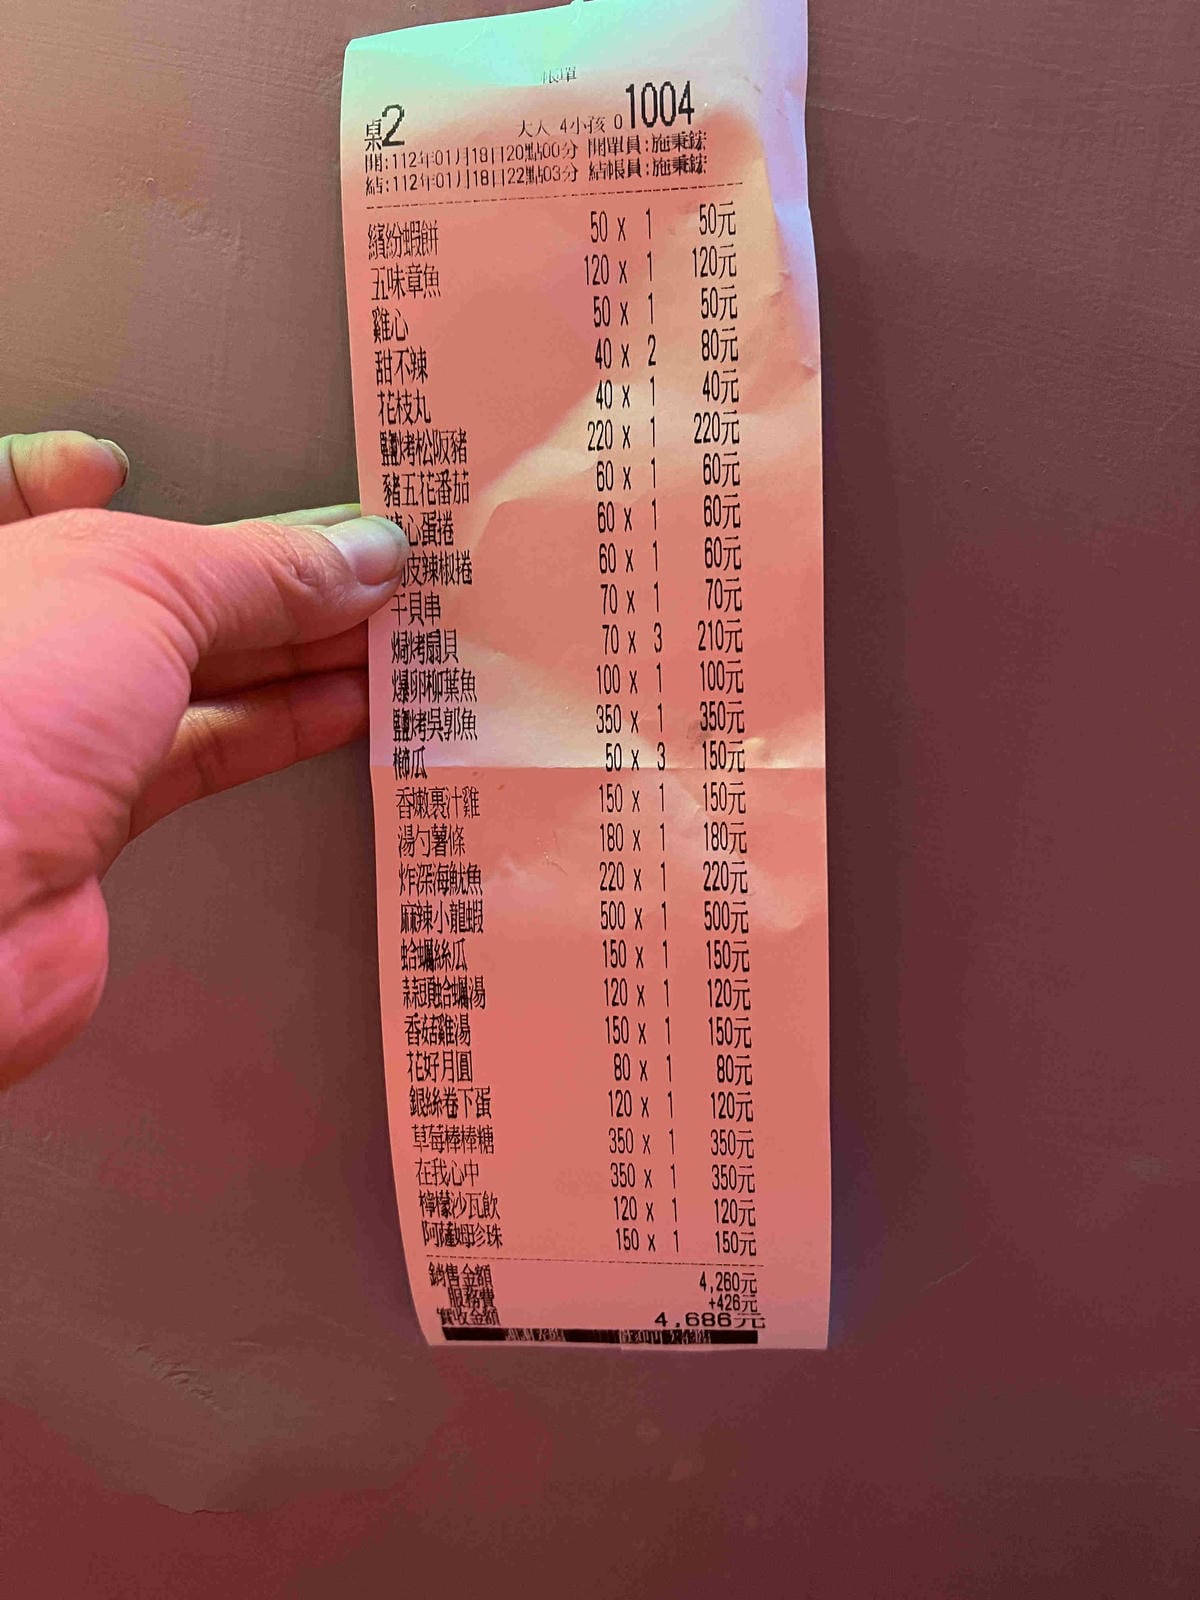 帳單
桌2 大人 4小孩 0 1004
開:112年01月18日20點00分 開單員:施秉鋐
結:112年01月18日22點03分 結帳員:施秉鋐
繽紛蝦餅 50 x 1 50元
五味章魚 120 x 1 120元
雞心 50 x 1 50元
甜不辣 40 x 2 80元
花枝丸 40 x 1 40元
鹽烤松阪豬 220 x 1 220元
豬五花番茄 60 x 1 60元
心蛋捲 60 x 1 60元
皮辣椒捲 60 x 1 60元
干貝串 70 x 1 70元
焗烤扇貝 70 x 3 210元
爆卵柳葉魚 100 x 1 100元
鹽烤吳郭魚 350 x 1 350元
櫛瓜 50 x 3 150元
香嫩裹汁雞 150 x 1 150元
湯勺薯條 180 x 1 180元
炸深海魷魚 220 x 1 220元
麻辣小龍蝦 500 x 1 500元
蛤蠣絲瓜 150 x 1 150元
蒜頭蛤蠣湯 120 x 1 120元
香菇雞湯 150 x 1 150元
花好月圓 80 x 1 80元
銀絲卷下蛋 120 x 1 120元
草莓棒棒糖 350 x 1 350元
在我心中 350 x 1 350元
檸檬沙瓦飲 120 x 1 120元
阿薩姆珍珠 150 x 1 150元
銷售金額 4,260元
服務費 +426元
實收金額 4,686元